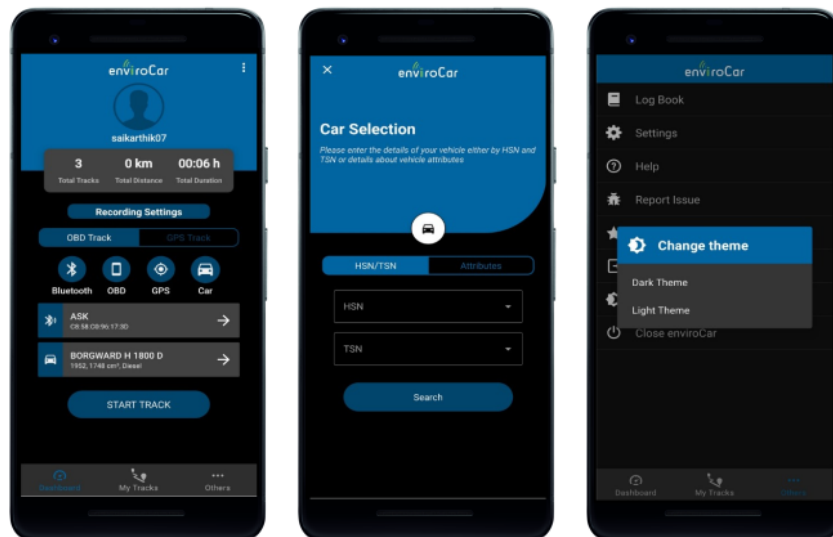 enviroCar
saikarthik07
3 0 km 00:06 h
Total Tracks Total Distance Total Duration
Recording Settings
OBD Track GPS Track
Bluetooth OBD GPS Car
ASK
BORGWARD H 1800 D
1952, 1748 cm³, Diesel
START TRACK
Dashboard My Tracks Others
enviroCar
Car Selection
Please enter the details of your vehicle either by HSN and
TSN or details about vehicle attributes
HSN/TSN Attributes
HSN
TSN
Search
enviroCar
Log Book
Settings
Help
Report Issue
Change theme
Dark Theme
Light Theme
Close enviroCar
Dashboard My Tracks Others